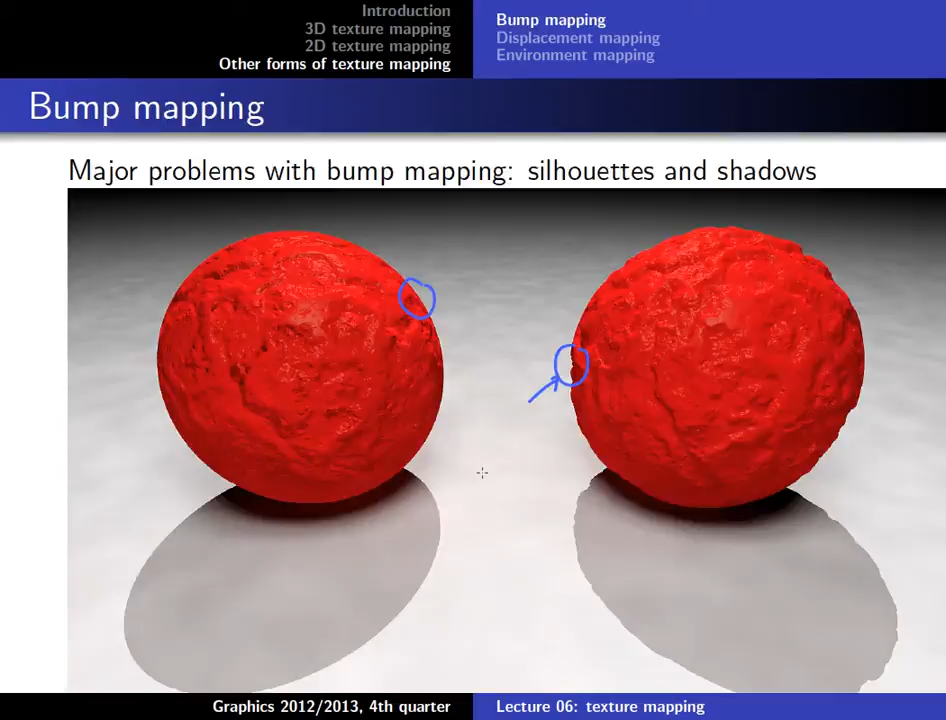 Introduction
3D texture mapping
2D texture mapping
Other forms of texture mapping
Bump mapping
Displacement mapping
Environment mapping
Bump mapping
Major problems with bump mapping: silhouettes and shadows
Graphics 2012/2013, 4th quarter
Lecture 06: texture mapping